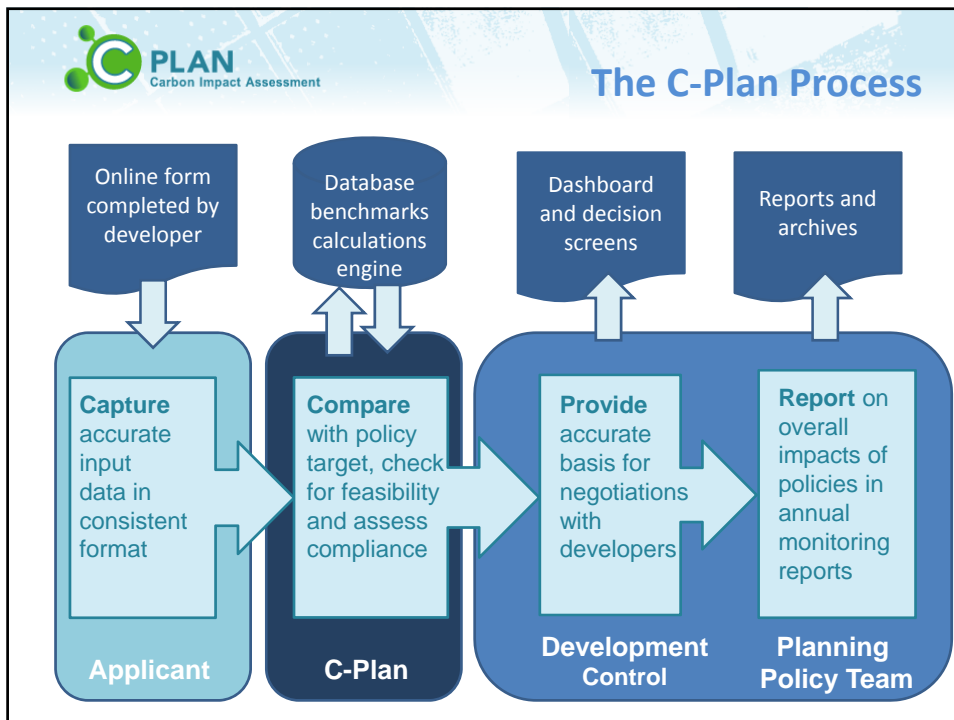 C PLAN
Carbon Impact Assessment
The C-Plan Process
Online form
completed by
developer
Database
benchmarks
calculations
engine
Dashboard
and decision
screens
Reports and
archives
Capture
accurate
input
data in
consistent
format
Compare
with policy
target, check
for feasibility
and assess
compliance
Provide
accurate
basis for
negotiations
with
developers
Report on
overall
impacts of
policies in
annual
monitoring
reports
Applicant
C-Plan
Development
Control
Planning
Policy Team